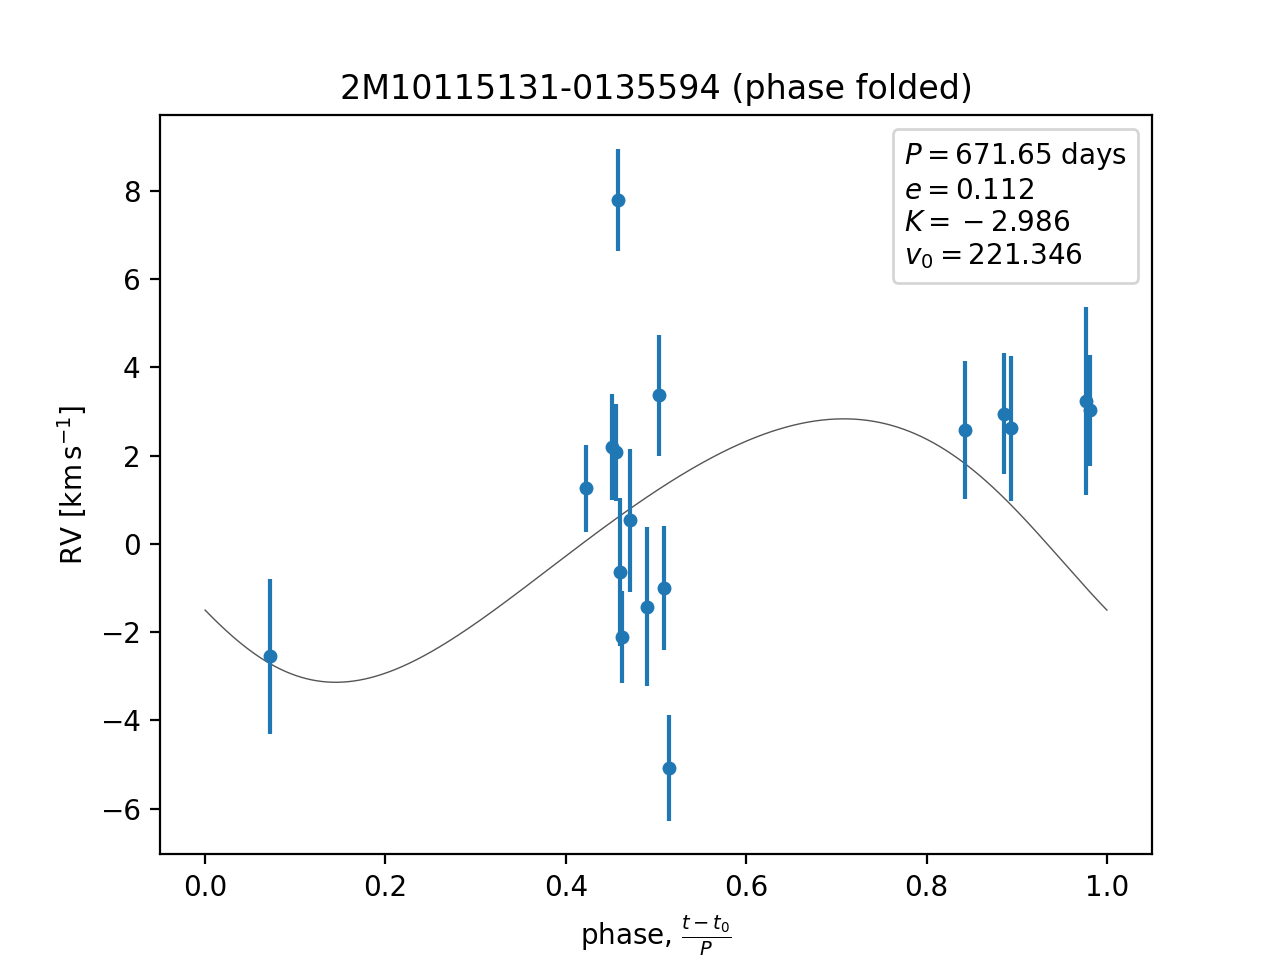 2M10115131-0135594 (phase folded)
P = 671.65 days
e = 0.112
K = −2.986
v₀ = 221.346
8
6
4
2
0
−2
−4
−6
RV [km s⁻¹]
0.0 0.2 0.4 0.6 0.8 1.0
phase, (t − t₀)/P